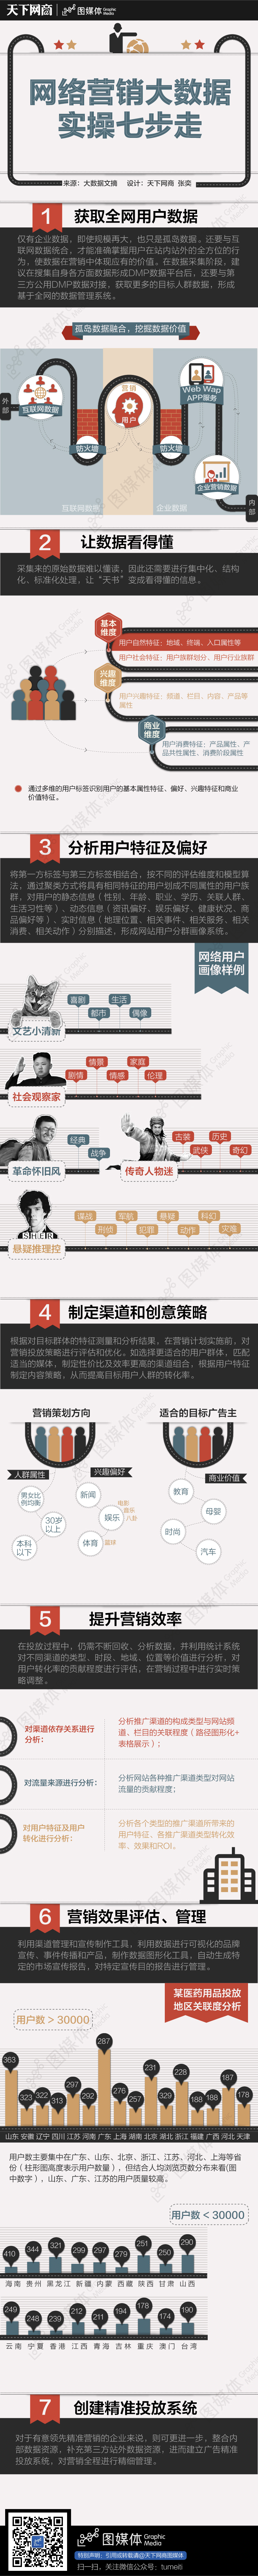 天下网商 图媒体 Graphic Media
网络营销大数据
实操七步走
来源：大数据文摘 设计：天下网商 张奕
1 获取全网用户数据
仅有企业数据，即使规模再大，也只是孤岛数据。还要与互
联网数据统合，才能准确掌握用户在站内站外的全方位的行
为，使数据在营销中体现应有的价值。在数据采集阶段，建
议在搜集自身各方面数据形成DMP数据平台后，还要与第
三方公用DMP数据对接，获取更多的目标人群数据，形成
基于全网的数据管理系统。
孤岛数据融合，挖掘数据价值
外部
互联网数据
防火墙
营销
用户
防火墙
Web Wap
APP服务
企业营销数据
内部
互联网数据
企业数据
2 让数据看得懂
采集来的原始数据难以懂读，因此还需要进行集中化、结构
化、标准化处理，让“天书”变成看得懂的信息。
基本
维度
用户自然特征：地域、终端、入口属性等
用户社会特征：用户族群划分、用户行业族群
兴趣
维度
用户兴趣特征：频道、栏目、内容、产品等
属性
商业
维度
用户消费特征：产品属性、产
品共性属性、消费阶段属性
通过多维的用户标签识别用户的基本属性特征、偏好、兴趣特征和商业
价值特征。
3 分析用户特征及偏好
将第一方标签与第三方标签相结合，按不同的评估维度和模型算
法，通过聚类方式将具有相同特征的用户划成不同属性的用户族
群，对用户的静态信息（性别、年龄、职业、学历、关联人群、
生活习性等）、动态信息（资讯偏好、娱乐偏好、健康状况、商
品偏好等）、实时信息（地理位置、相关事件、相关服务、相关
消费、相关动作）分别描述，形成网站用户分群画像系统。
网络用户
画像样例
文艺小清新
喜剧
都市
生活
偶像
社会观察家
剧情
情景
情感
家庭
伦理
革命怀旧风
经典
战争
传奇人物迷
古装
武侠
历史
奇幻
悬疑推理控
谍战
刑侦
军航
犯罪
悬疑
动作
科幻
灾难
4 制定渠道和创意策略
根据对目标群体的特征测量和分析结果，在营销计划实施前，对
营销投放策略进行评估和优化。如选择更适合的用户群体，匹配
适当的媒体，制定性价比及效率更高的渠道组合，根据用户特征
制定内容策略，从而提高目标用户人群的转化率。
营销策划方向
适合的目标广告主
人群属性
兴趣偏好
商业价值
男女比
例均衡
30岁
以上
本科
以下
新闻
娱乐
电影
音乐
八卦
体育
篮球
教育
母婴
时尚
汽车
5 提升营销效率
在投放过程中，仍需不断回收、分析数据，并利用统计系统
对不同渠道的类型、时段、地域、位置等价值进行分析，对
用户转化率的贡献程度进行评估，在营销过程中进行实时策
略调整。
对渠道依存关系进行
分析：
分析推广渠道的构成类型与网站频
道、栏目的关联程度（路径图形化+
表格展示）；
对流量来源进行分析：
分析网站各种推广渠道类型对网站
流量的贡献程度；
对用户特征及用户
转化进行分析：
分析各个类型的推广渠道所带来的
用户特征、各推广渠道类型转化效
率、效果和ROI。
6 营销效果评估、管理
利用渠道管理和宣传制作工具，利用数据进行可视化的品牌
宣传、事件传播和产品，制作数据图形化工具，自动生成特
定的市场宣传报告，对特定宣传目的报告进行管理。
某医药用品投放
地区关联度分析
用户数 > 30000
363 323 322 313 297 292 287 276 257 231 329 228 188 188 187 178
山东 安徽 辽宁 四川 江苏 河南 广东 上海 湖南 北京 湖北 浙江 福建 广西 河北 天津
用户数主要集中在广东、山东、北京、浙江、江苏、河北、上海等省
份（柱形图高度表示用户数量），但结合人均浏览页数分布来看(图
中数字），山东、广东、江苏的用户质量较高。
用户数 < 30000
410 344 321 299 297 279 251 250 290
海南 贵州 黑龙江 新疆 内蒙 西藏 陕西 甘肃 山西
249 248 239 212 211 194 178 174 190
云南 宁夏 香港 江西 青海 吉林 重庆 澳门 台湾
7 创建精准投放系统
对于有意领先精准营销的企业来说，则可更进一步，整合内
部数据资源，补充第三方站外数据资源，进而建立广告精准
投放系统，对营销全程进行精细管理。
图媒体 Graphic Media
特别声明：引用或转载请@天下网商图媒体
扫一扫，关注微信公众号：tumeiti